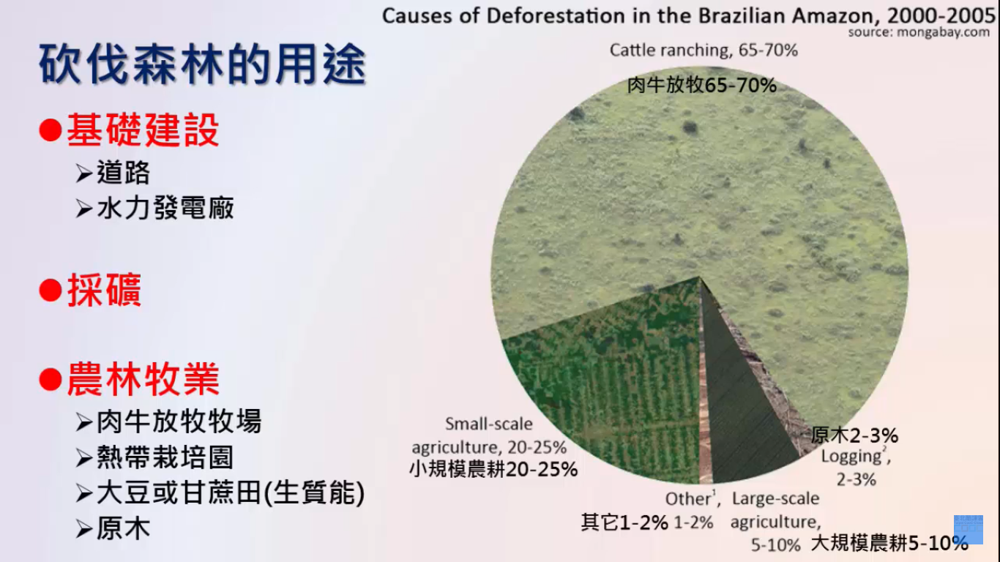 Causes of Deforestation in the Brazilian Amazon, 2000-2005
source: mongabay.com
砍伐森林的用途
●基礎建設
➢道路
➢水力發電廠
●採礦
●農林牧業
➢肉牛放牧牧場
➢熱帶栽培園
➢大豆或甘蔗田(生質能)
➢原木
Cattle ranching, 65-70%
肉牛放牧65-70%
Small-scale
agriculture, 20-25%
小規模農耕20-25%
原木2-3%
Logging²,
2-3%
Other¹,
其它1-2% 1-2%
Large-scale
agriculture,
5-10%
大規模農耕5-10%